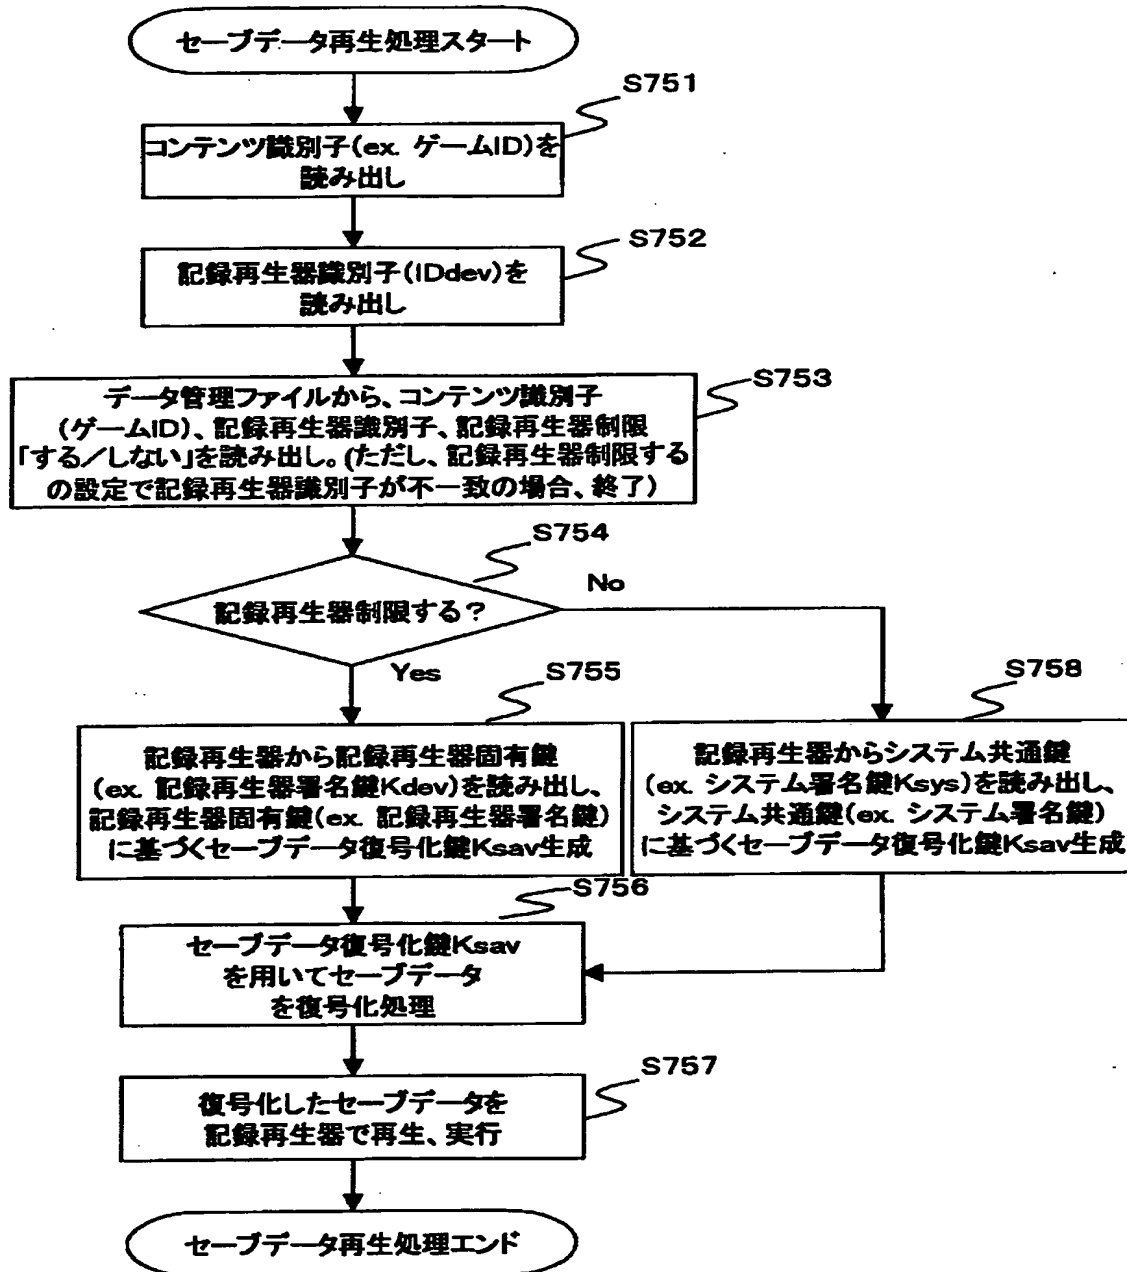 セーブデータ再生処理スタート
S751
コンテンツ識別子(ex. ゲームID)を
読み出し
S752
記録再生器識別子(IDdev)を
読み出し
S753
データ管理ファイルから、コンテンツ識別子
(ゲームID)、記録再生器識別子、記録再生器制限
「する/しない」を読み出し。(ただし、記録再生器制限する
の設定で記録再生器識別子が不一致の場合、終了)
S754
記録再生器制限する?
No
Yes
S755
記録再生器から記録再生器固有鍵
(ex. 記録再生器署名鍵Kdev)を読み出し、
記録再生器固有鍵(ex. 記録再生器署名鍵)
に基づくセーブデータ復号化鍵Ksav生成
S758
記録再生器からシステム共通鍵
(ex. システム署名鍵Ksys)を読み出し、
システム共通鍵(ex. システム署名鍵)
に基づくセーブデータ復号化鍵Ksav生成
S756
セーブデータ復号化鍵Ksav
を用いてセーブデータ
を復号化処理
S757
復号化したセーブデータを
記録再生器で再生、実行
セーブデータ再生処理エンド